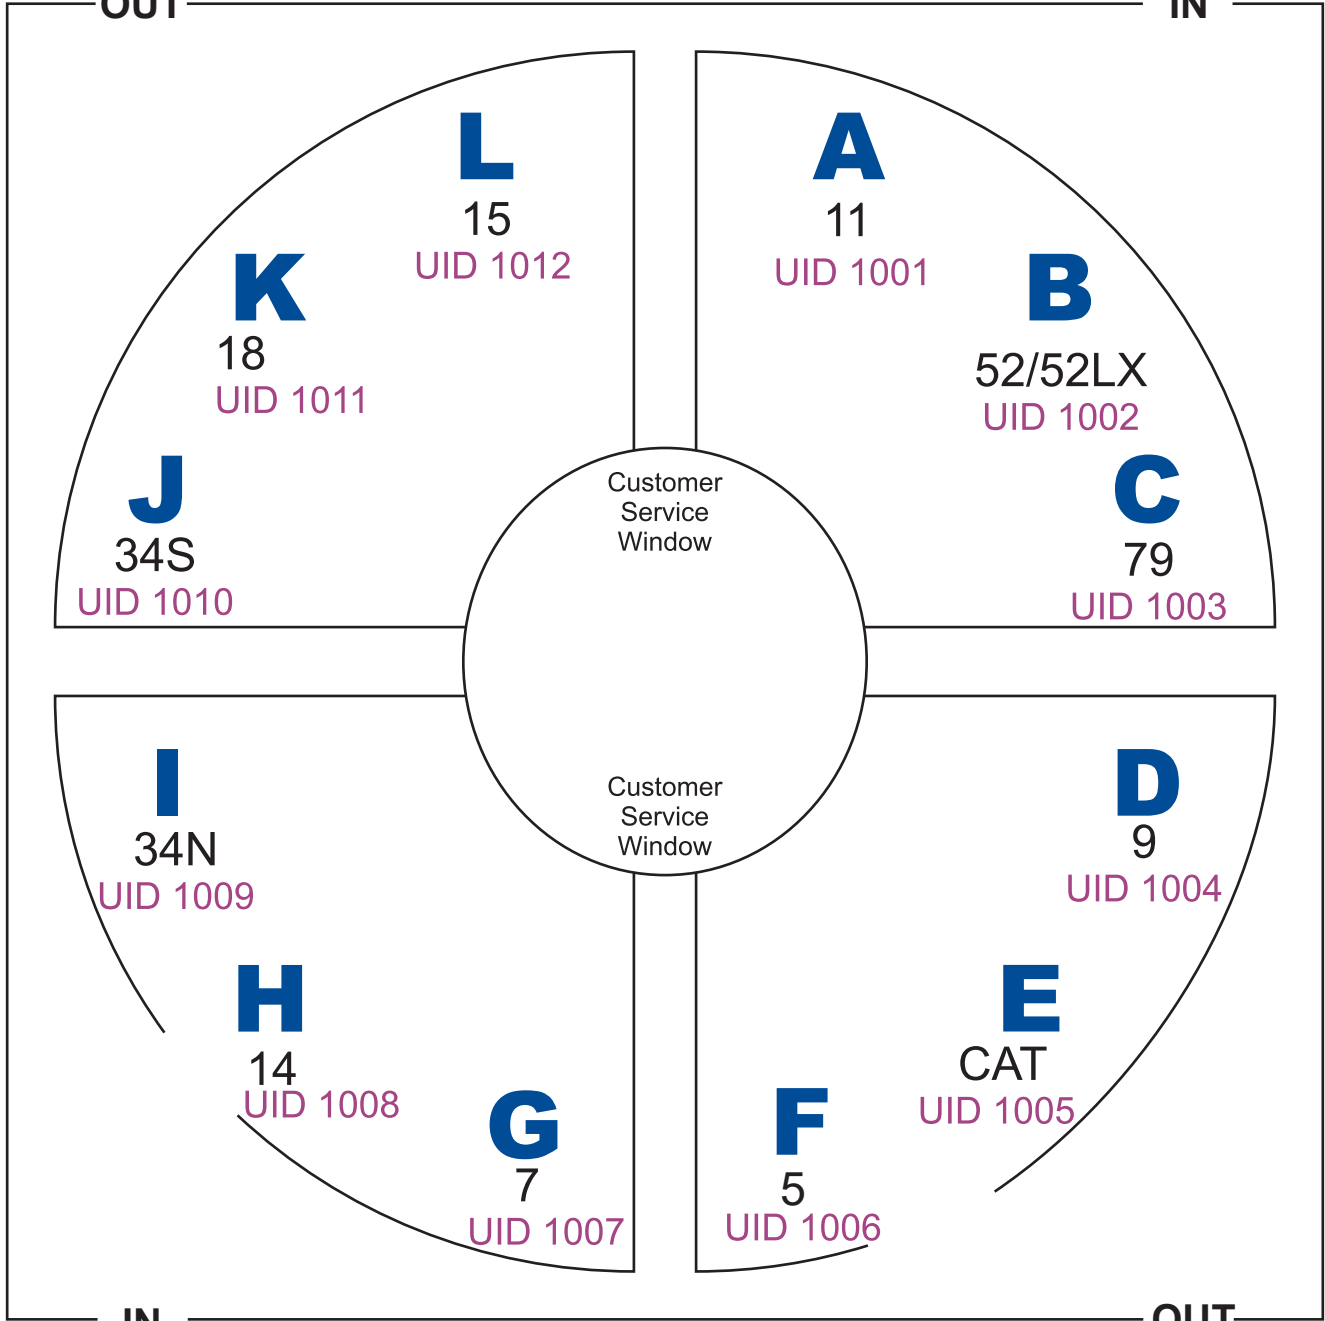 OUT
IN
L
15
UID 1012
A
11
UID 1001
K
18
UID 1011
B
52/52LX
UID 1002
J
34S
UID 1010
C
79
UID 1003
Customer
Service
Window
Customer
Service
Window
I
34N
UID 1009
D
9
UID 1004
H
14
UID 1008
E
CAT
UID 1005
G
7
UID 1007
F
5
UID 1006
IN
OUT